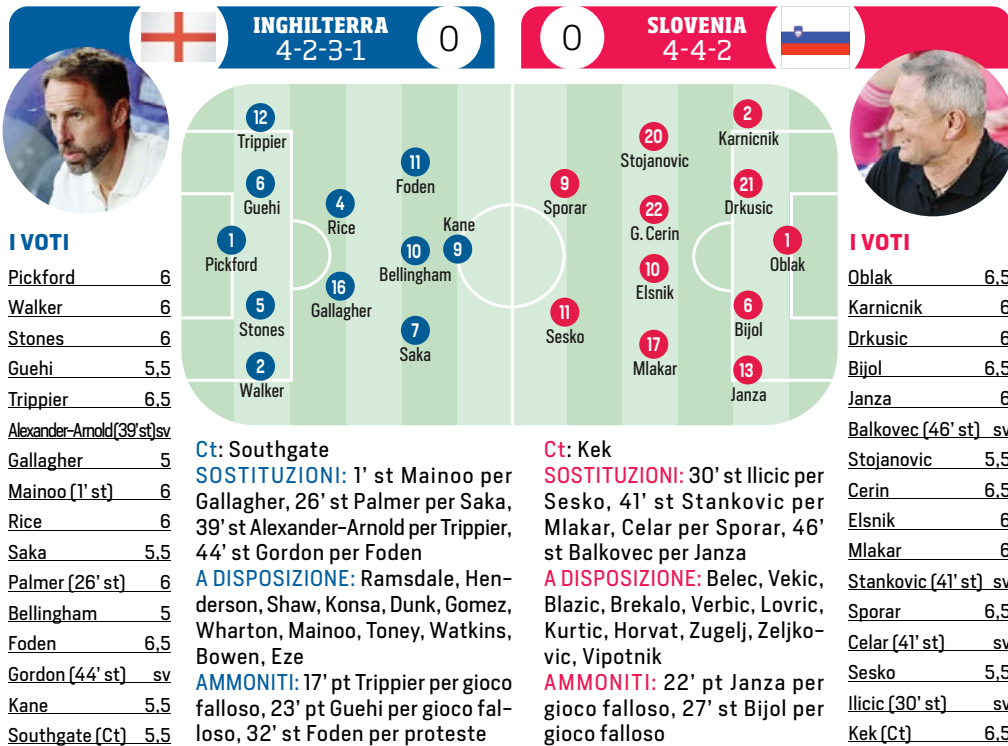 INGHILTERRA
4-2-3-1
0
0
SLOVENIA
4-4-2
12
Trippier
6
Guehi
1
Pickford
5
Stones
2
Walker
4
Rice
16
Gallagher
11
Foden
10
Bellingham
7
Saka
Kane
9
9
Sporar
11
Sesko
20
Stojanovic
22
G. Cerin
10
Elsnik
17
Mlakar
2
Karnicnik
21
Drkusic
1
Oblak
6
Bijol
13
Janza
I VOTI
Pickford 6
Walker 6
Stones 6
Guehi 5,5
Trippier 6,5
Alexander-Arnold(39'st)sv
Gallagher 5
Mainoo (1' st) 6
Rice 6
Saka 5,5
Palmer (26' st) 6
Bellingham 5
Foden 6,5
Gordon (44' st) sv
Kane 5,5
Southgate (Ct) 5,5
Ct: Southgate
SOSTITUZIONI: 1' st Mainoo per
Gallagher, 26' st Palmer per Saka,
39' st Alexander-Arnold per Trippier,
44' st Gordon per Foden
A DISPOSIZIONE: Ramsdale, Hen-
derson, Shaw, Konsa, Dunk, Gomez,
Wharton, Mainoo, Toney, Watkins,
Bowen, Eze
AMMONITI: 17' pt Trippier per gioco
falloso, 23' pt Guehi per gioco fal-
loso, 32' st Foden per proteste
Ct: Kek
SOSTITUZIONI: 30' st Ilicic per
Sesko, 41' st Stankovic per
Mlakar, Celar per Sporar, 46'
st Balkovec per Janza
A DISPOSIZIONE: Belec, Vekic,
Blazic, Brekalo, Verbic, Lovric,
Kurtic, Horvat, Zugelj, Zeljko-
vic, Vipotnik
AMMONITI: 22' pt Janza per
gioco falloso, 27' st Bijol per
gioco falloso
I VOTI
Oblak 6,5
Karnicnik 6
Drkusic 6
Bijol 6,5
Janza 6
Balkovec (46' st) sv
Stojanovic 5,5
Cerin 6,5
Elsnik 6
Mlakar 6
Stankovic (41' st) sv
Sporar 6,5
Celar (41' st) sv
Sesko 5,5
Ilicic (30' st) sv
Kek (Ct) 6,5